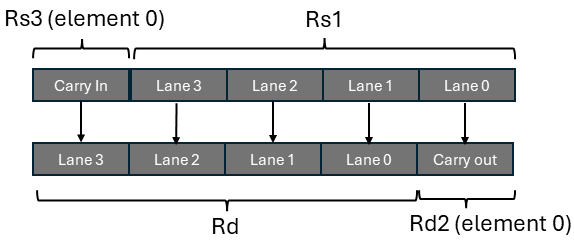 Rs3 (element 0)
Rs1
Carry In
Lane 3
Lane 2
Lane 1
Lane 0
Lane 3
Lane 2
Lane 1
Lane 0
Carry out
Rd
Rd2 (element 0)